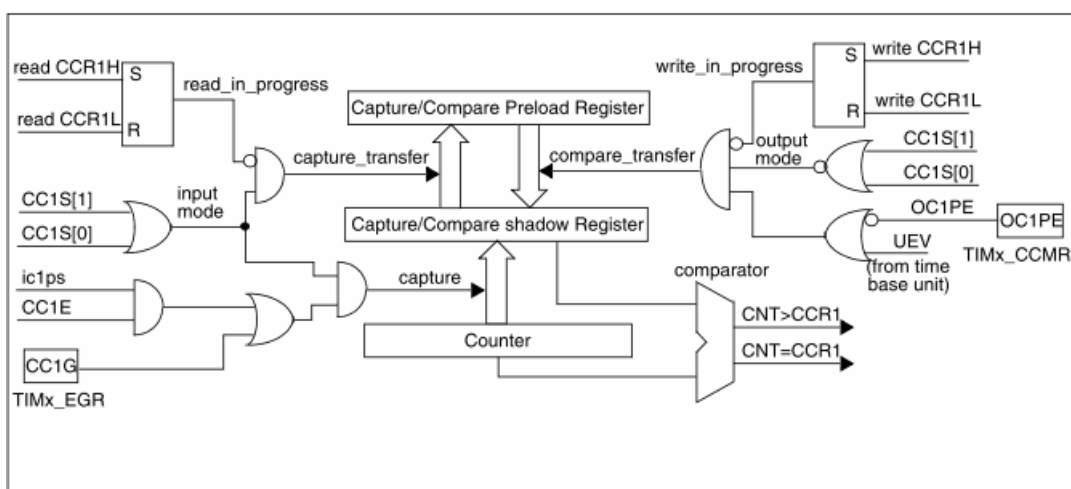 read CCR1H
S
read_in_progress
read CCR1L
R
Capture/Compare Preload Register
write_in_progress
S
write CCR1H
R
write CCR1L
capture_transfer
compare_transfer
output
mode
CC1S[1]
CC1S[0]
CC1S[1]
CC1S[0]
input
mode
Capture/Compare shadow Register
OC1PE
OC1PE
UEV
TIMx_CCMR
(from time
base unit)
ic1ps
CC1E
capture
comparator
CNT>CCR1
Counter
CNT=CCR1
CC1G
TIMx_EGR